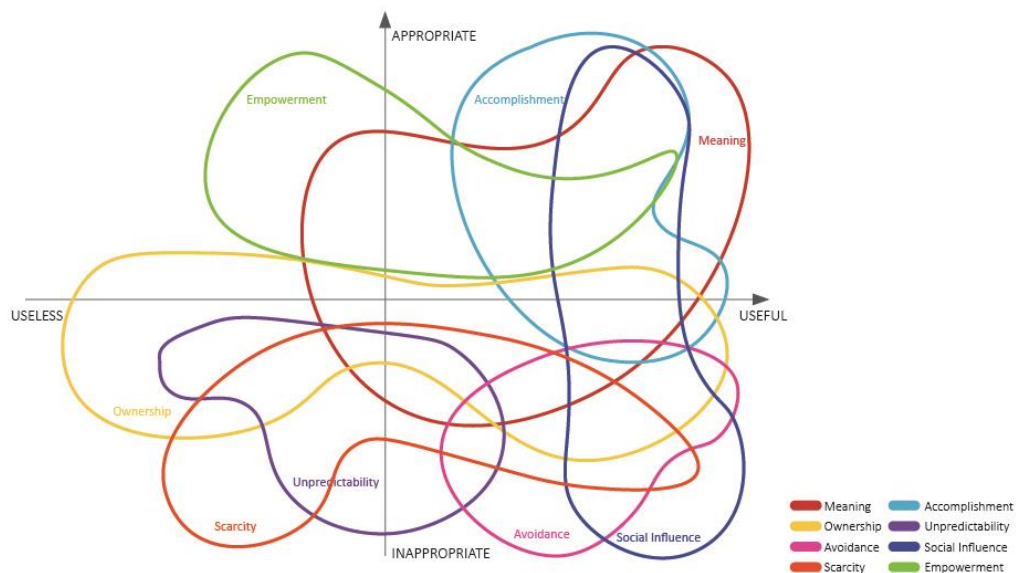 APPROPRIATE
Empowerment
Accomplishment
Meaning
USELESS
USEFUL
Ownership
Unpredictability
Scarcity
Avoidance
Social Influence
INAPPROPRIATE
Meaning
Accomplishment
Ownership
Unpredictability
Avoidance
Social Influence
Scarcity
Empowerment